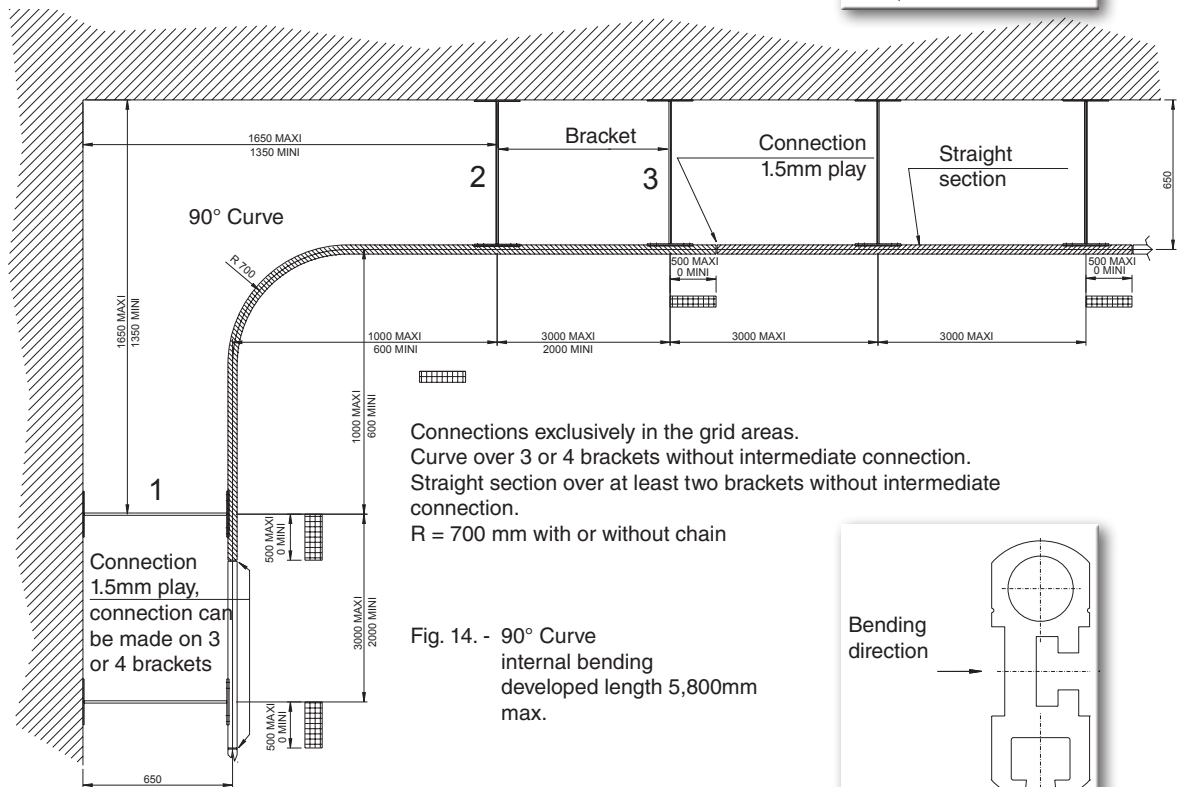 1650 MAXI
1350 MINI
Bracket
Connection
1.5mm play
Straight
section
650
2
3
90° Curve
R 700
1650 MAXI
1350 MINI
500 MAXI
0 MINI
500 MAXI
0 MINI
1000 MAXI
600 MINI
3000 MAXI
2000 MINI
3000 MAXI
3000 MAXI
1000 MAXI
600 MINI
Connections exclusively in the grid areas.
Curve over 3 or 4 brackets without intermediate connection.
Straight section over at least two brackets without intermediate
connection.
R = 700 mm with or without chain
1
500 MAXI
0 MINI
Connection
1.5mm play,
connection can
be made on 3
or 4 brackets
3000 MAXI
2000 MINI
Fig. 14. - 90° Curve
internal bending
developed length 5,800mm
max.
Bending
direction
500 MAXI
0 MINI
650